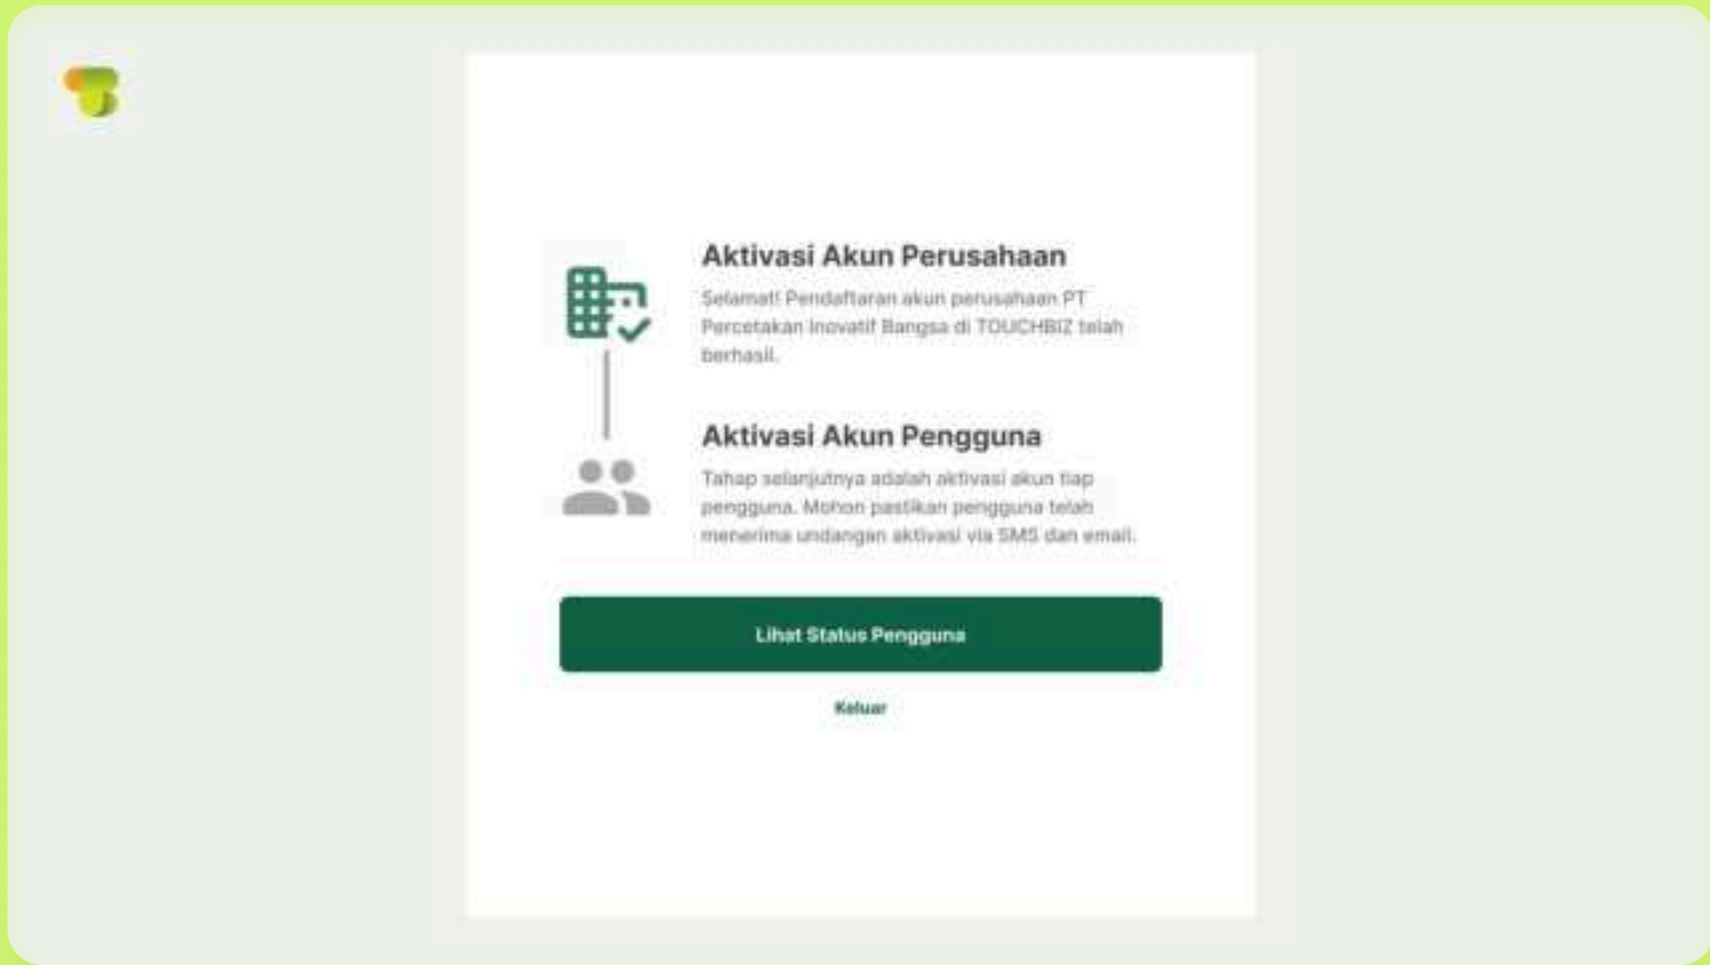 Aktivasi Akun Perusahaan
Selamat! Pendaftaran akun perusahaan PT
Percetakan Inovatif Bangsa di TOUCHBIZ telah
berhasil.
Aktivasi Akun Pengguna
Tahap selanjutnya adalah aktivasi akun tiap
pengguna. Mohon pastikan pengguna telah
menerima undangan aktivasi via SMS dan email.
Lihat Status Pengguna
Keluar